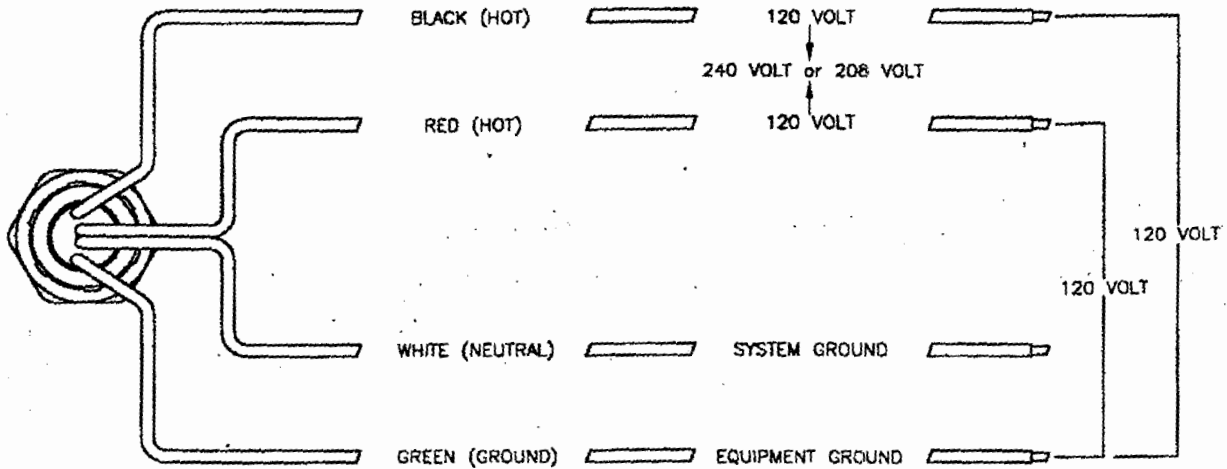 BLACK (HOT) 120 VOLT
240 VOLT or 208 VOLT
RED (HOT) 120 VOLT
120 VOLT
120 VOLT
WHITE (NEUTRAL) SYSTEM GROUND
GREEN (GROUND) EQUIPMENT GROUND